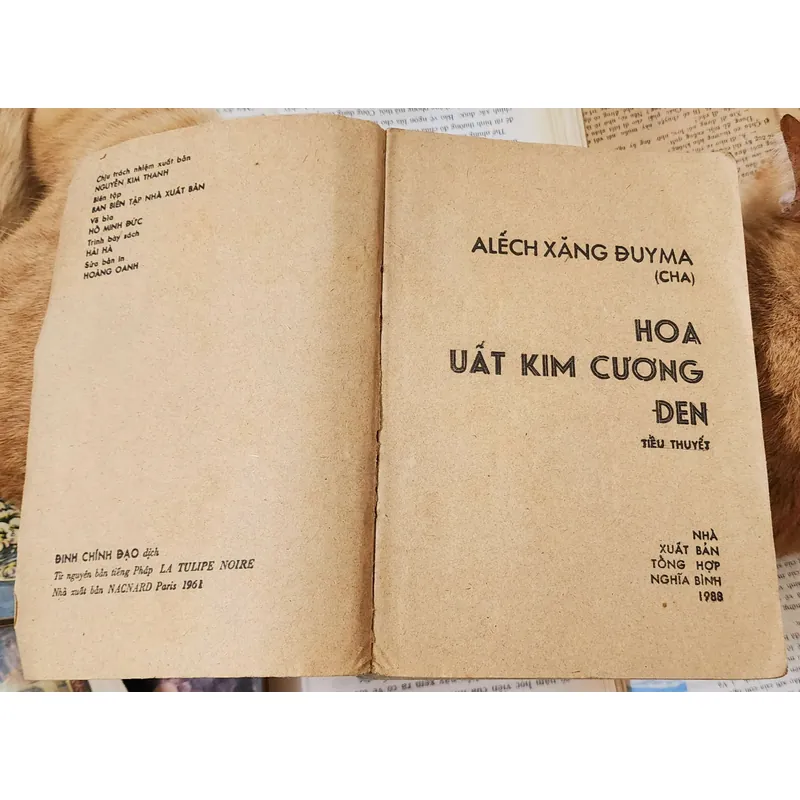 Chịu trách nhiệm xuất bản
NGUYỄN KIM THANH
Biên tập
BAN BIÊN TẬP NHÀ XUẤT BẢN
Vẽ bìa
HỒ MINH ĐỨC
Trình bày sách
HẢI HÀ
Sửa bản in
HOÀNG OANH
ĐINH CHÍNH ĐẠO dịch
Từ nguyên bản tiếng Pháp LA TULIPE NOIRE
Nhà xuất bản NACNARD Paris 1961
ALẾCH XĂNG ĐUYMA
(CHA)
HOA
UẤT KIM CƯƠNG
ĐEN
TIỂU THUYẾT
NHÀ
XUẤT BẢN
TỔNG HỢP
NGHĨA BÌNH
1988